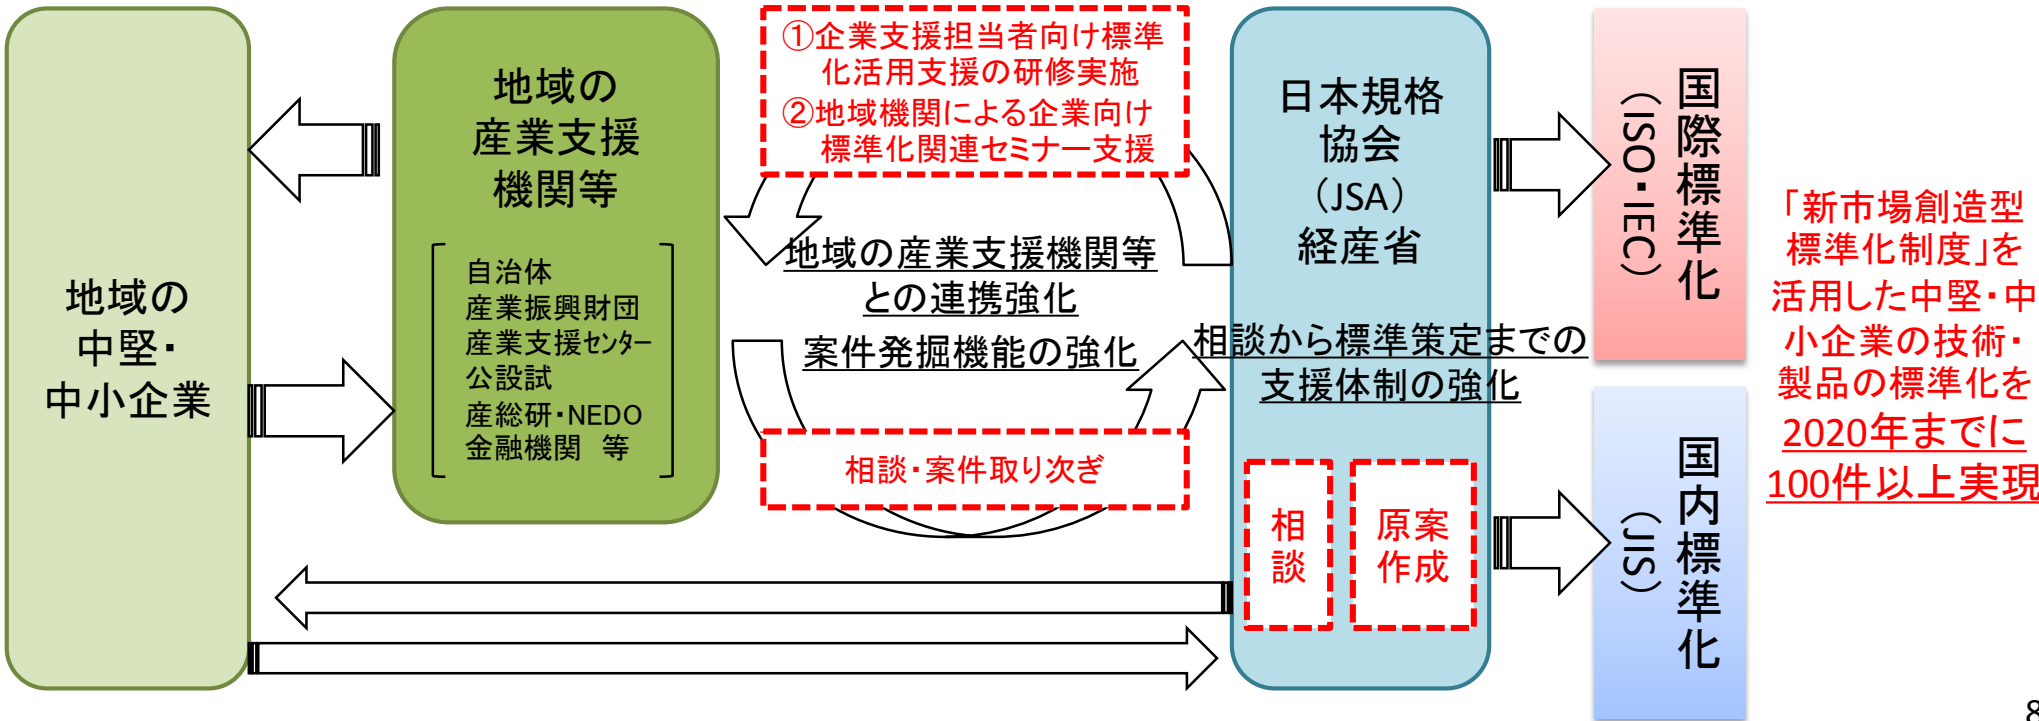 地域の
中堅・
中小企業
地域の
産業支援
機関等
自治体
産業振興財団
産業支援センター
公設試
産総研・NEDO
金融機関　等
①企業支援担当者向け標準
化活用支援の研修実施
②地域機関による企業向け
標準化関連セミナー支援
地域の産業支援機関等
との連携強化
案件発掘機能の強化
相談・案件取り次ぎ
日本規格
協会
（JSA）
経産省
相談から標準策定までの
支援体制の強化
相
談
原案
作成
国際標準化
（ISO・IEC）
国内標準化
（JIS）
「新市場創造型
標準化制度」を
活用した中堅・中
小企業の技術・
製品の標準化を
2020年までに
100件以上実現